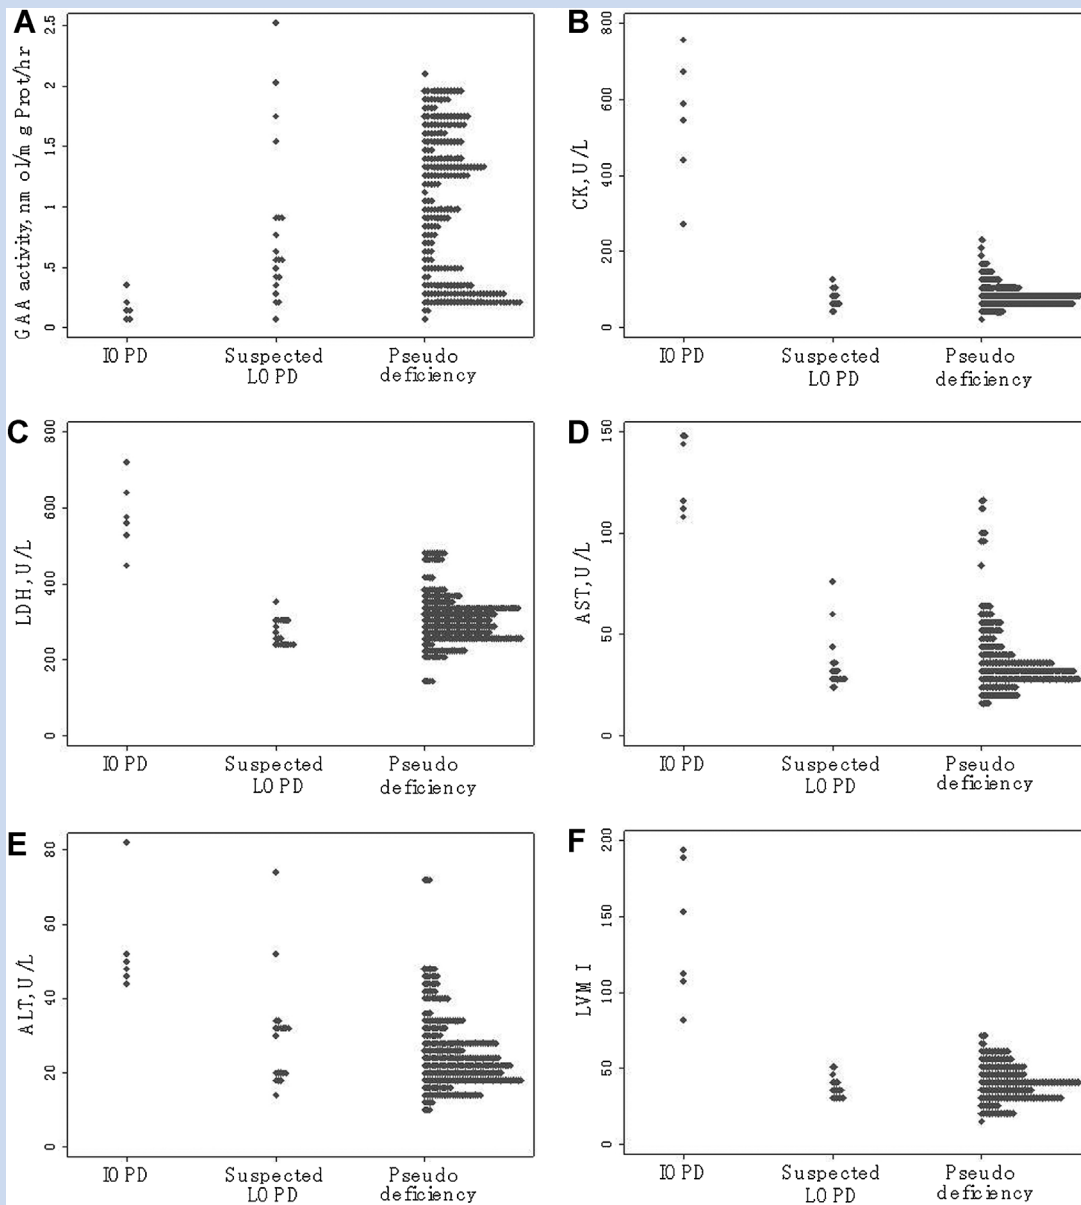 A
GAA activity, nmol/mg Prot/hr
2.5
2
1.5
1
.5
0
IOPD
Suspected
LOPD
Pseudo
deficiency
B
CK, U/L
800
600
400
200
0
IOPD
Suspected
LOPD
Pseudo
deficiency
C
LDH, U/L
800
600
400
200
0
IOPD
Suspected
LOPD
Pseudo
deficiency
D
AST, U/L
150
100
50
0
IOPD
Suspected
LOPD
Pseudo
deficiency
E
ALT, U/L
80
60
40
20
0
IOPD
Suspected
LOPD
Pseudo
deficiency
F
LVMI
200
150
100
50
0
IOPD
Suspected
LOPD
Pseudo
deficiency